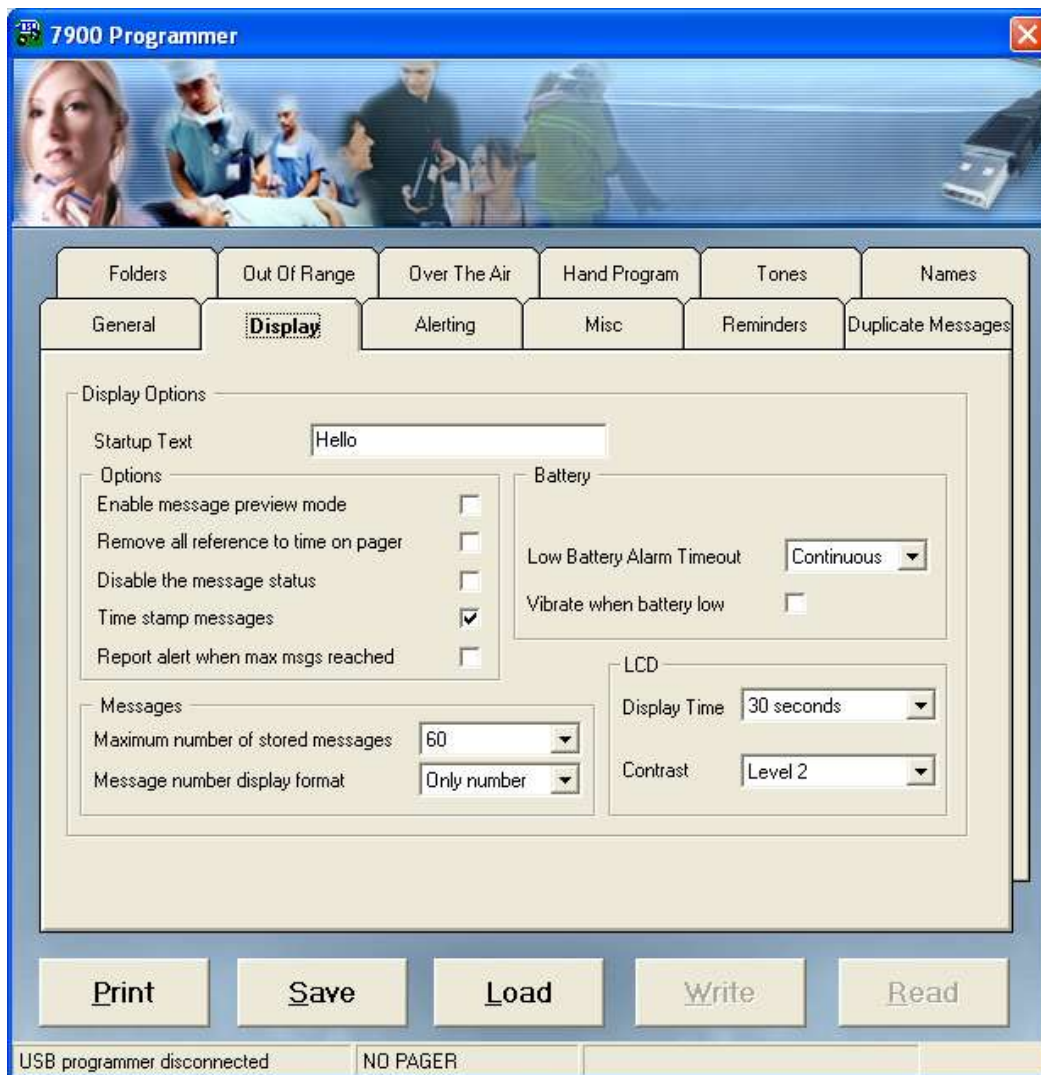 7900 Programmer
Folders
Out Of Range
Over The Air
Hand Program
Tones
Names
General
Display
Alerting
Misc
Reminders
Duplicate Messages
Display Options
Startup Text
Hello
Options
Enable message preview mode
Remove all reference to time on pager
Disable the message status
Time stamp messages
Report alert when max msgs reached
Battery
Low Battery Alarm Timeout
Continuous
Vibrate when battery low
Messages
Maximum number of stored messages
60
Message number display format
Only number
LCD
Display Time
30 seconds
Contrast
Level 2
Print
Save
Load
Write
Read
USB programmer disconnected
NO PAGER